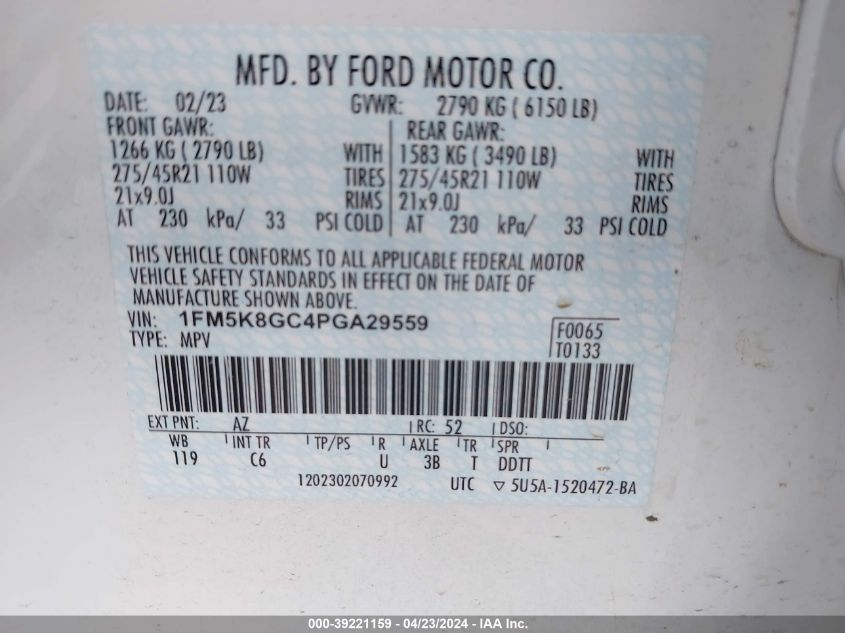 MFD. BY FORD MOTOR CO.
DATE: 02/23 GVWR: 2790 KG ( 6150 LB)
FRONT GAWR: REAR GAWR:
1266 KG ( 2790 LB) WITH 1583 KG ( 3490 LB) WITH
275/45R21 110W TIRES 275/45R21 110W TIRES
21x9.0J RIMS 21x9.0J RIMS
AT 230 kPa/ 33 PSI COLD AT 230 kPa/ 33 PSI COLD
THIS VEHICLE CONFORMS TO ALL APPLICABLE FEDERAL MOTOR
VEHICLE SAFETY STANDARDS IN EFFECT ON THE DATE OF
MANUFACTURE SHOWN ABOVE.
VIN: 1FM5K8GC4PGA29559 F0065
TYPE: MPV T0133
EXT PNT: AZ RC: 52 DSO:
WB INT TR TP/PS R AXLE TR SPR
119 C6 U 3B T DDTT
1202302070992 UTC ▽ 5U5A-1520472-BA
000-39221159 - 04/23/2024 - IAA Inc.